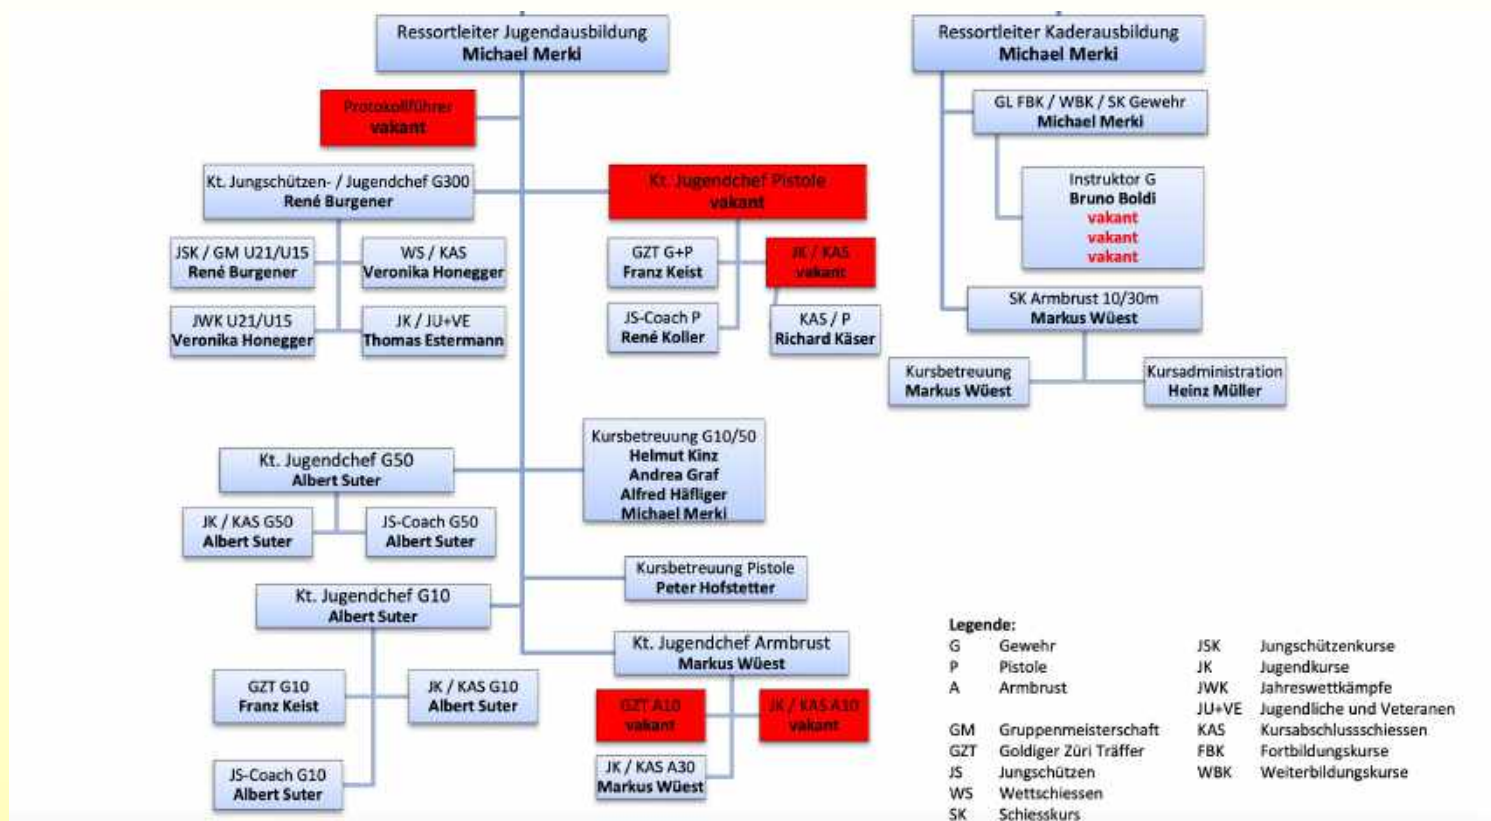 Ressortleiter Jugendausbildung
Michael Merki
Ressortleiter Kaderausbildung
Michael Merki
Protokollführer
vakant
GL FBK / WBK / SK Gewehr
Michael Merki
Kt. Jungschützen- / Jugendchef G300
René Burgener
Kt. Jugendchef Pistole
vakant
Instruktor G
Bruno Boldi
vakant
vakant
vakant
JSK / GM U21/U15
René Burgener
WS / KAS
Veronika Honegger
GZT G+P
Franz Keist
JK / KAS
vakant
JWK U21/U15
Veronika Honegger
JK / JU+VE
Thomas Estermann
JS-Coach P
René Koller
KAS / P
Richard Käser
SK Armbrust 10/30m
Markus Wüest
Kursbetreuung
Markus Wüest
Kursadministration
Heinz Müller
Kt. Jugendchef G50
Albert Suter
Kursbetreuung G10/50
Helmut Kinz
Andrea Graf
Alfred Häfliger
Michael Merki
JK / KAS G50
Albert Suter
JS-Coach G50
Albert Suter
Kursbetreuung Pistole
Peter Hofstetter
Kt. Jugendchef G10
Albert Suter
Kt. Jugendchef Armbrust
Markus Wüest
GZT G10
Franz Keist
JK / KAS G10
Albert Suter
GZT A10
vakant
JK / KAS A10
vakant
JS-Coach G10
Albert Suter
JK / KAS A30
Markus Wüest
Legende:
G Gewehr
P Pistole
A Armbrust
GM Gruppenmeisterschaft
GZT Goldiger Züri Träffer
JS Jungschützen
WS Wettschiessen
SK Schiesskurs
JSK Jungschützenkurse
JK Jugendkurse
JWK Jahreswettkämpfe
JU+VE Jugendliche und Veteranen
KAS Kursabschlussschiessen
FBK Fortbildungskurse
WBK Weiterbildungskurse